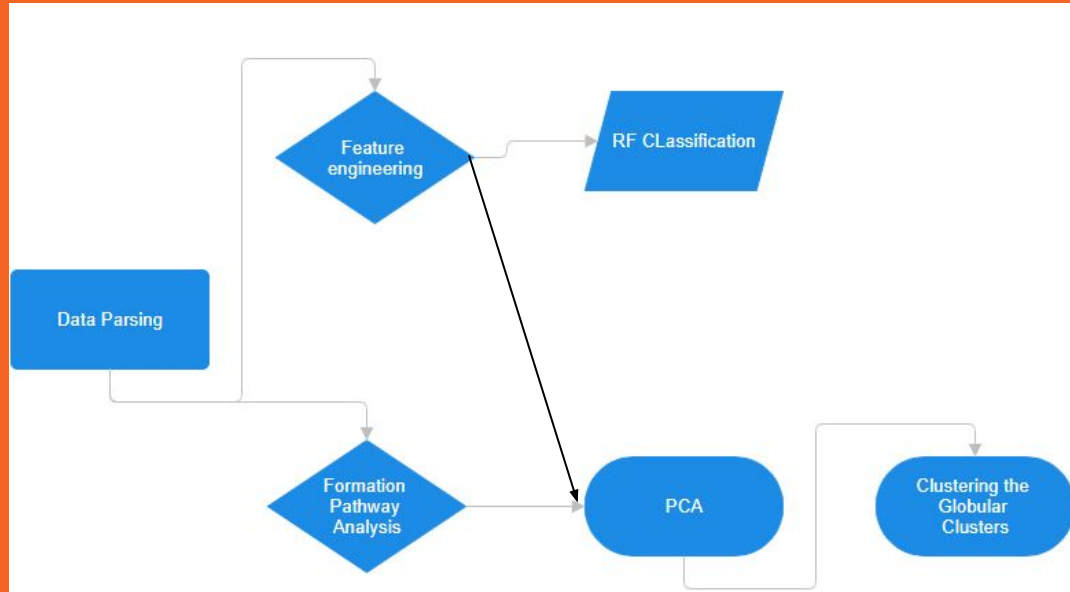 Feature
engineering
RF CLassification
Data Parsing
Formation
Pathway
Analysis
PCA
Clustering the
Globular
Clusters